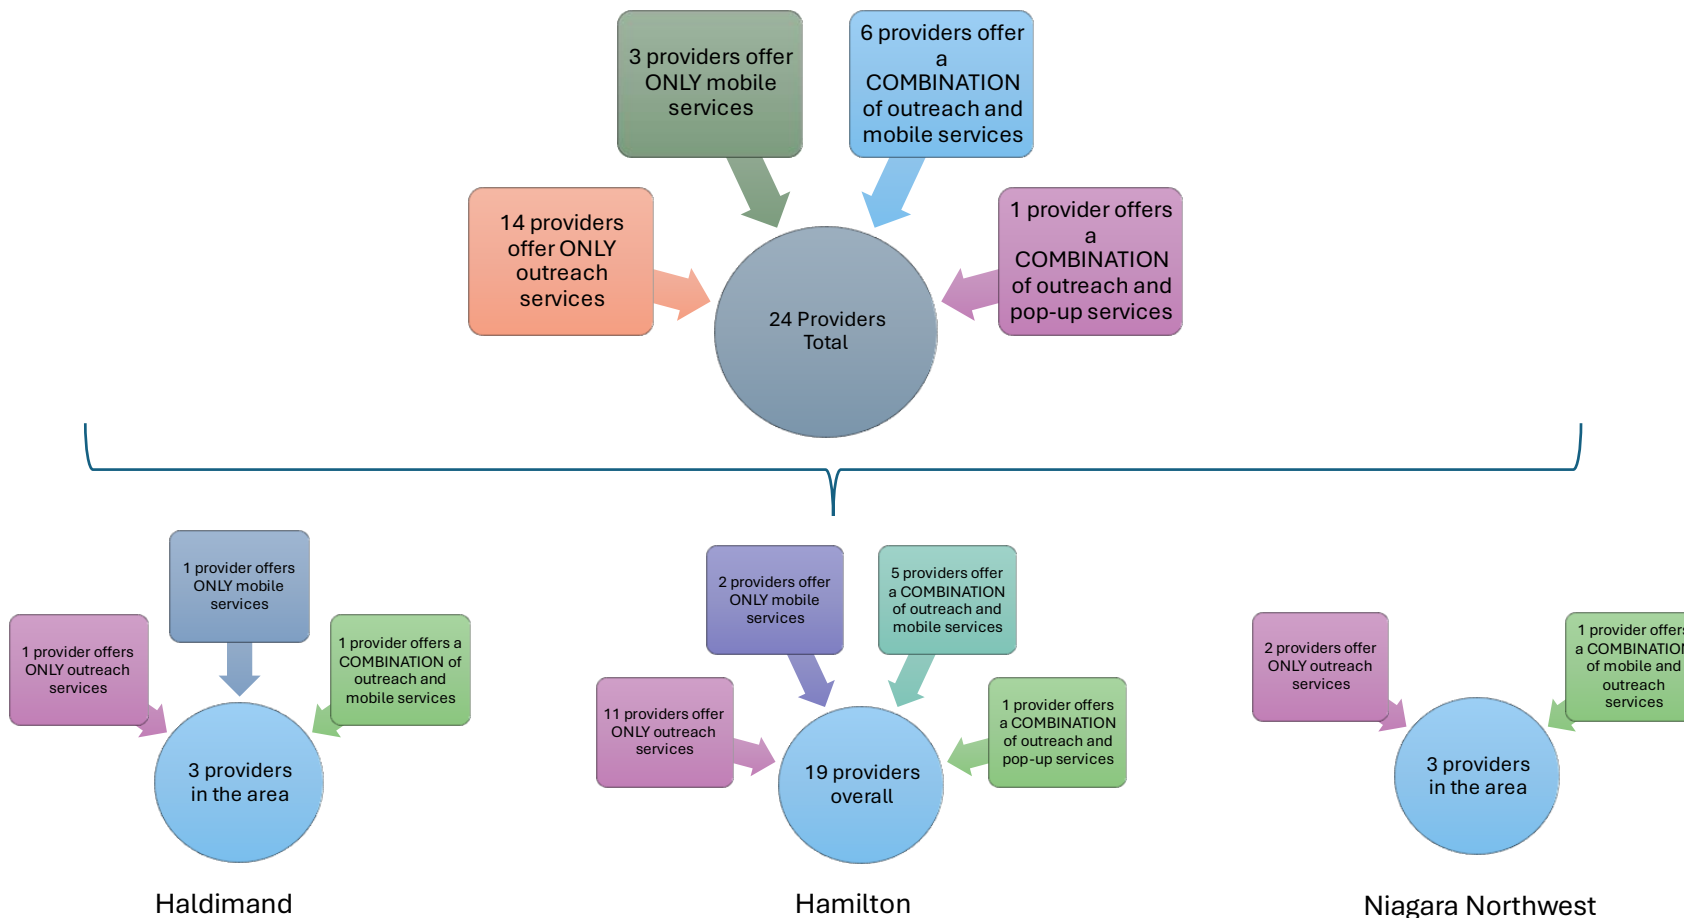 3 providers offer
ONLY mobile
services
6 providers offer
a
COMBINATION
of outreach and
mobile services
14 providers
offer ONLY
outreach
services
1 provider offers
a
COMBINATION
of outreach and
pop-up services
24 Providers
Total
1 provider offers
ONLY outreach
services
1 provider offers
ONLY mobile
services
1 provider offers a
COMBINATION of
outreach and
mobile services
3 providers
in the area
Haldimand
11 providers offer
ONLY outreach
services
2 providers offer
ONLY mobile
services
5 providers offer
a COMBINATION
of outreach and
mobile services
1 provider offers
a COMBINATION
of outreach and
pop-up services
19 providers
overall
Hamilton
2 providers offer
ONLY outreach
services
1 provider offers
a COMBINATION
of mobile and
outreach
services
3 providers
in the area
Niagara Northwest